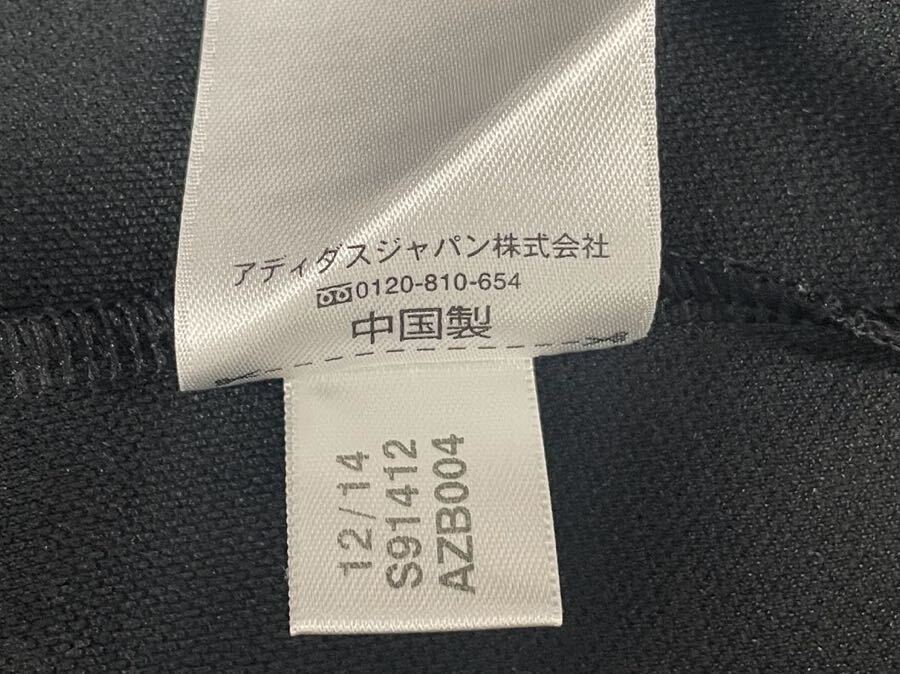 アディダスジャパン株式会社
0120-810-654
中国製
12/14
S91412
AZB004